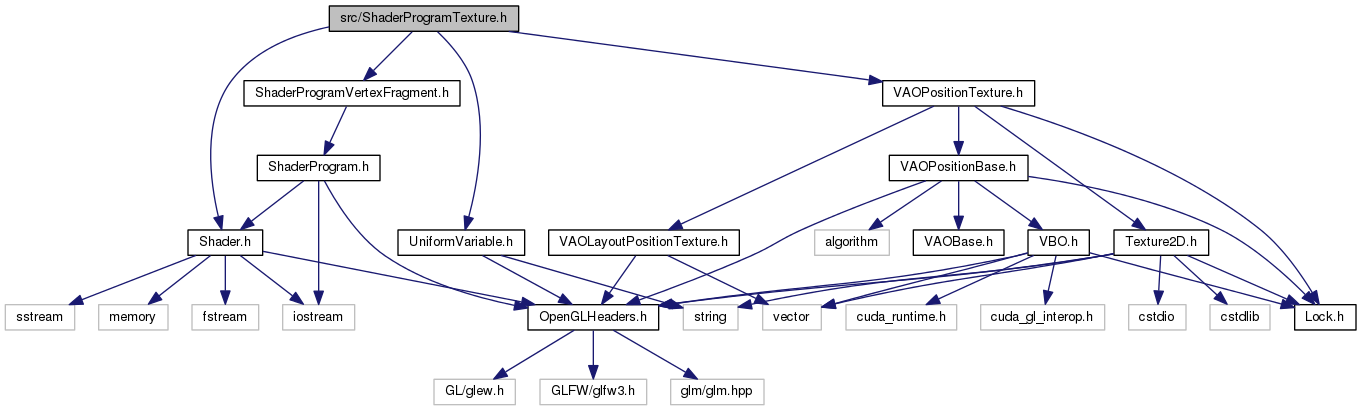 src/ShaderProgramTexture.h
ShaderProgramVertexFragment.h
VAOPositionTexture.h
ShaderProgram.h
VAOPositionBase.h
Shader.h
UniformVariable.h
VAOLayoutPositionTexture.h
algorithm
VAOBase.h
VBO.h
Texture2D.h
sstream
memory
fstream
iostream
OpenGLHeaders.h
string
vector
cuda_runtime.h
cuda_gl_interop.h
cstdio
cstdlib
Lock.h
GL/glew.h
GLFW/glfw3.h
glm/glm.hpp